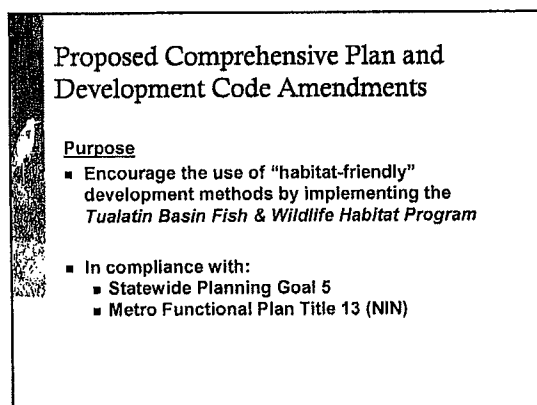 Proposed Comprehensive Plan and
Development Code Amendments
Purpose
▪ Encourage the use of “habitat-friendly”
development methods by implementing the
Tualatin Basin Fish & Wildlife Habitat Program
▪ In compliance with:
▪ Statewide Planning Goal 5
▪ Metro Functional Plan Title 13 (NIN)